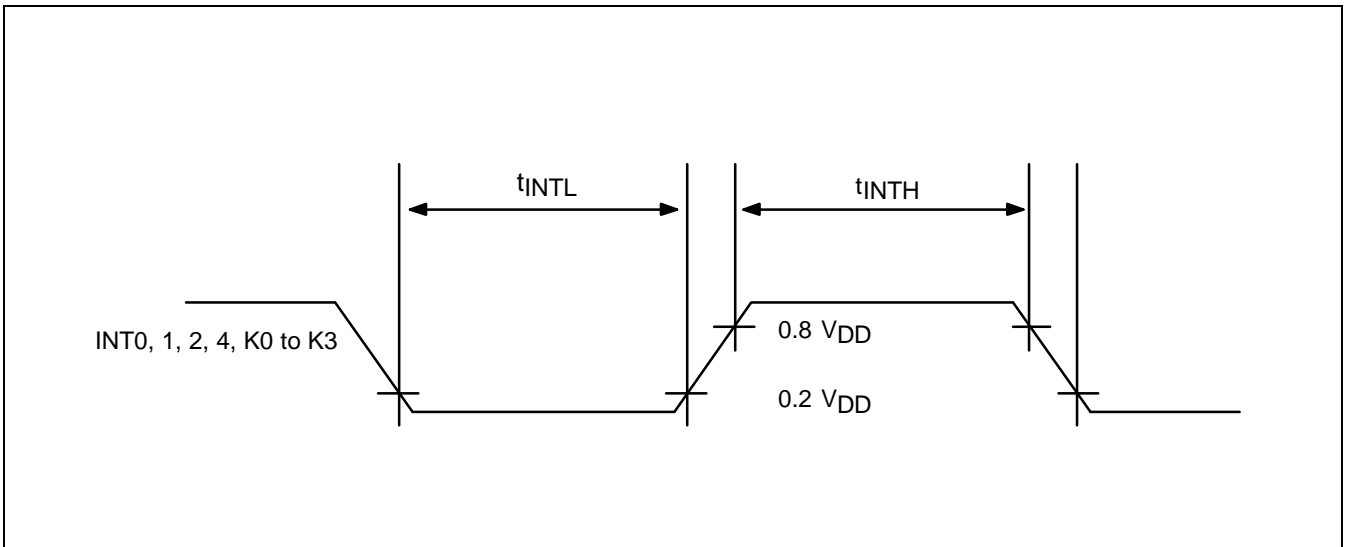 tINTL
tINTH
INT0, 1, 2, 4, K0 to K3
0.8 VDD
0.2 VDD